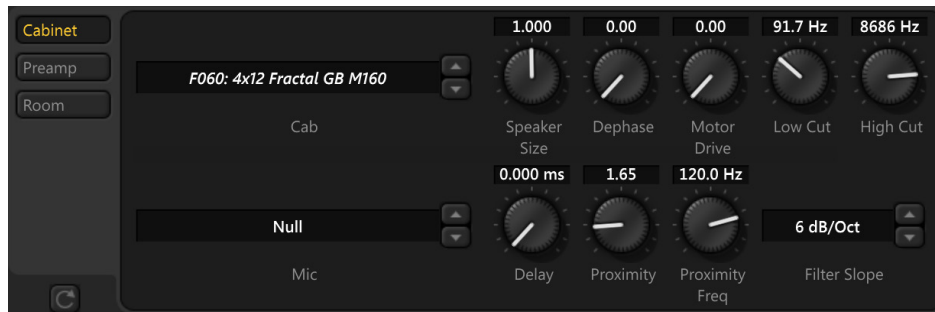 Cabinet
Preamp
Room
1.000
0.00
0.00
91.7 Hz
8686 Hz
F060: 4x12 Fractal GB M160
Cab
Speaker
Size
Dephase
Motor
Drive
Low Cut
High Cut
0.000 ms
1.65
120.0 Hz
Null
6 dB/Oct
Mic
Delay
Proximity
Proximity
Freq
Filter Slope